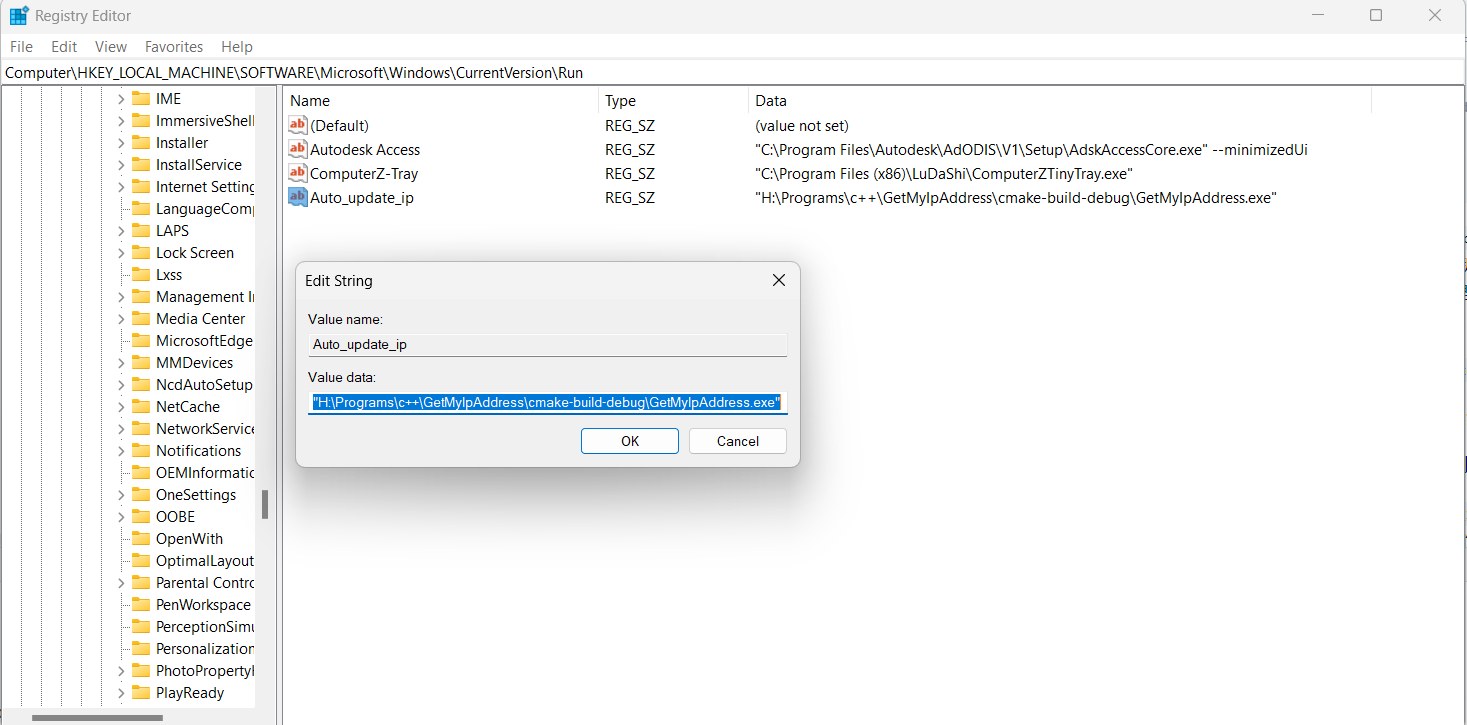 Registry Editor
File Edit View Favorites Help
Computer\HKEY_LOCAL_MACHINE\SOFTWARE\Microsoft\Windows\CurrentVersion\Run
IME
ImmersiveShell
Installer
InstallService
Internet Setting
LanguageComp
LAPS
Lock Screen
Lxss
Management I
Media Center
MicrosoftEdge
MMDevices
NcdAutoSetup
NetCache
NetworkService
Notifications
OEMInformatio
OneSettings
OOBE
OpenWith
OptimalLayout
Parental Contro
PenWorkspace
PerceptionSimu
Personalization
PhotoProperty
PlayReady
Name Type Data
ab (Default) REG_SZ (value not set)
ab Autodesk Access REG_SZ "C:\Program Files\Autodesk\AdODIS\V1\Setup\AdskAccessCore.exe" --minimizedUi
ab ComputerZ-Tray REG_SZ "C:\Program Files (x86)\LuDaShi\ComputerZTinyTray.exe"
ab Auto_update_ip REG_SZ "H:\Programs\c++\GetMyIpAddress\cmake-build-debug\GetMyIpAddress.exe"
Edit String
Value name:
Auto_update_ip
Value data:
"H:\Programs\c++\GetMyIpAddress\cmake-build-debug\GetMyIpAddress.exe"
OK Cancel